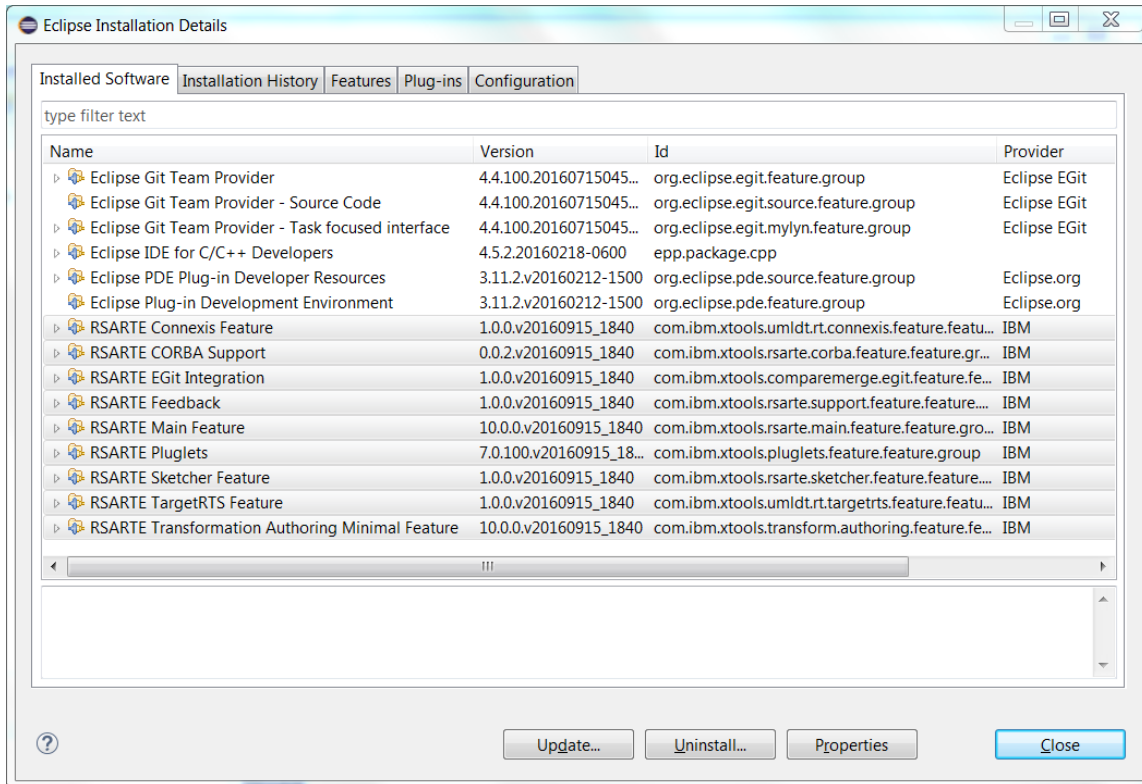 Eclipse Installation Details
Installed Software Installation History Features Plug-ins Configuration
type filter text
Name Version Id Provider
Eclipse Git Team Provider 4.4.100.20160715045... org.eclipse.egit.feature.group Eclipse EGit
Eclipse Git Team Provider - Source Code 4.4.100.20160715045... org.eclipse.egit.source.feature.group Eclipse EGit
Eclipse Git Team Provider - Task focused interface 4.4.100.20160715045... org.eclipse.egit.mylyn.feature.group Eclipse EGit
Eclipse IDE for C/C++ Developers 4.5.2.20160218-0600 epp.package.cpp
Eclipse PDE Plug-in Developer Resources 3.11.2.v20160212-1500 org.eclipse.pde.source.feature.group Eclipse.org
Eclipse Plug-in Development Environment 3.11.2.v20160212-1500 org.eclipse.pde.feature.group Eclipse.org
RSARTE Connexis Feature 1.0.0.v20160915_1840 com.ibm.xtools.umldt.rt.connexis.feature.featu... IBM
RSARTE CORBA Support 0.0.2.v20160915_1840 com.ibm.xtools.rsarte.corba.feature.feature.gr... IBM
RSARTE EGit Integration 1.0.0.v20160915_1840 com.ibm.xtools.comparemerge.egit.feature.fe... IBM
RSARTE Feedback 1.0.0.v20160915_1840 com.ibm.xtools.rsarte.support.feature.feature.... IBM
RSARTE Main Feature 10.0.0.v20160915_1840 com.ibm.xtools.rsarte.main.feature.feature.gro... IBM
RSARTE Pluglets 7.0.100.v20160915_18... com.ibm.xtools.pluglets.feature.feature.group IBM
RSARTE Sketcher Feature 1.0.0.v20160915_1840 com.ibm.xtools.rsarte.sketcher.feature.feature.... IBM
RSARTE TargetRTS Feature 1.0.0.v20160915_1840 com.ibm.xtools.umldt.rt.targetrts.feature.featu... IBM
RSARTE Transformation Authoring Minimal Feature 10.0.0.v20160915_1840 com.ibm.xtools.transform.authoring.feature.fe... IBM
Update... Uninstall... Properties Close